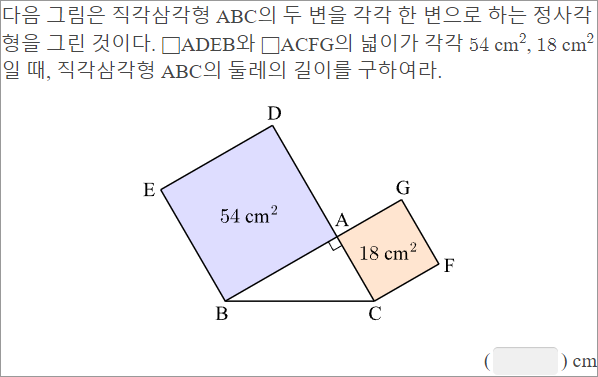 다음 그림은 직각삼각형 ABC의 두 변을 각각 한 변으로 하는 정사각
형을 그린 것이다. □ADEB와 □ACFG의 넓이가 각각 54 cm², 18 cm²
일 때, 직각삼각형 ABC의 둘레의 길이를 구하여라.
D
E
G
54 cm²
A
18 cm²
F
B
C
( ) cm